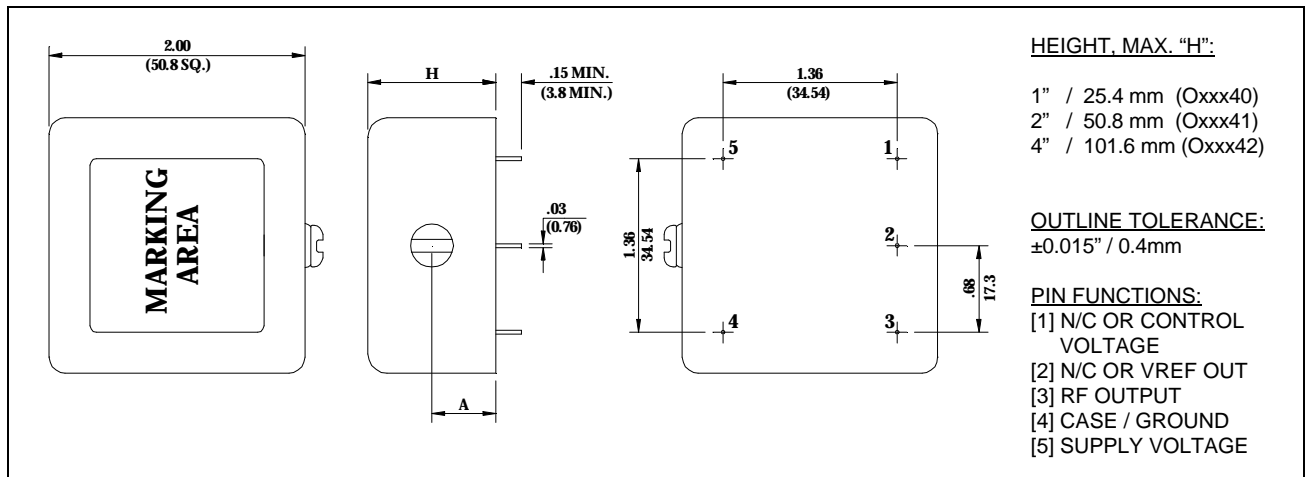 2.00
(50.8 SQ.)
MARKING
AREA
H
.15 MIN.
(3.8 MIN.)
.03
(0.76)
A
1.36
(34.54)
5
1
1.36
34.54
2
.68
17.3
4
3
HEIGHT, MAX. “H”:
1” / 25.4 mm (Oxxx40)
2” / 50.8 mm (Oxxx41)
4” / 101.6 mm (Oxxx42)
OUTLINE TOLERANCE:
±0.015” / 0.4mm
PIN FUNCTIONS:
[1] N/C OR CONTROL
VOLTAGE
[2] N/C OR VREF OUT
[3] RF OUTPUT
[4] CASE / GROUND
[5] SUPPLY VOLTAGE